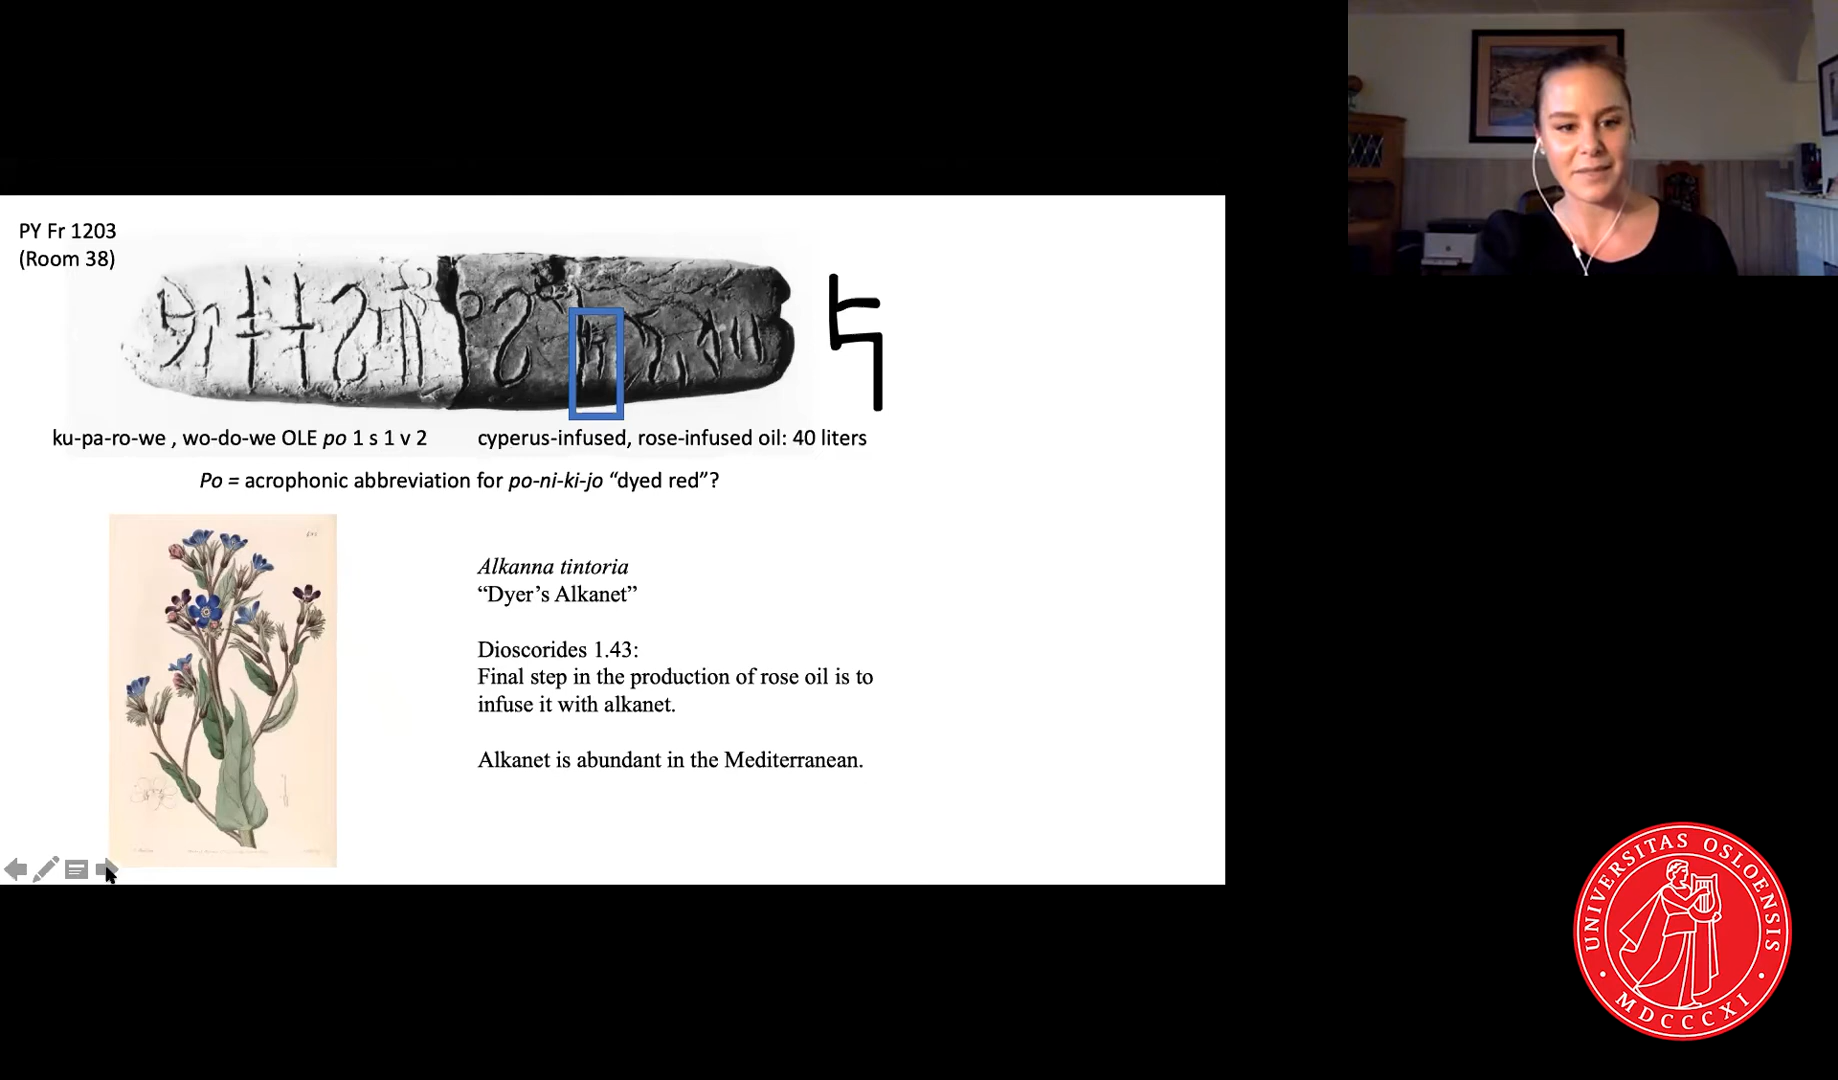 PY Fr 1203
(Room 38)
ku-pa-ro-we , wo-do-we OLE po 1 s 1 v 2
cyperus-infused, rose-infused oil: 40 liters
Po = acrophonic abbreviation for po-ni-ki-jo “dyed red”?
Alkanna tintoria
“Dyer’s Alkanet”
Dioscorides 1.43:
Final step in the production of rose oil is to
infuse it with alkanet.
Alkanet is abundant in the Mediterranean.
UNIVERSITAS OSLOENSIS
MDCCCXI